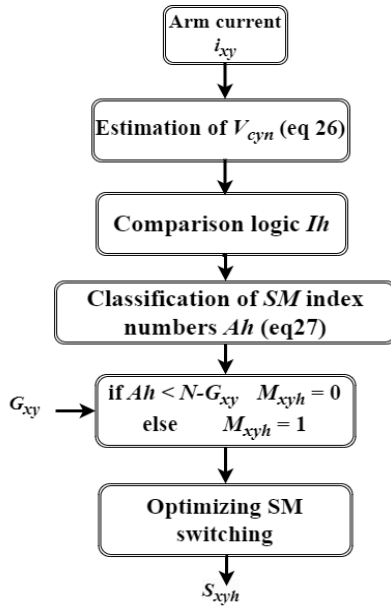 Arm current
i_xy
Estimation of V_cyn (eq 26)
Comparison logic Ih
Classification of SM index
numbers Ah (eq27)
G_xy
if Ah < N-G_xy M_xyh = 0
else M_xyh = 1
Optimizing SM
switching
S_xyh